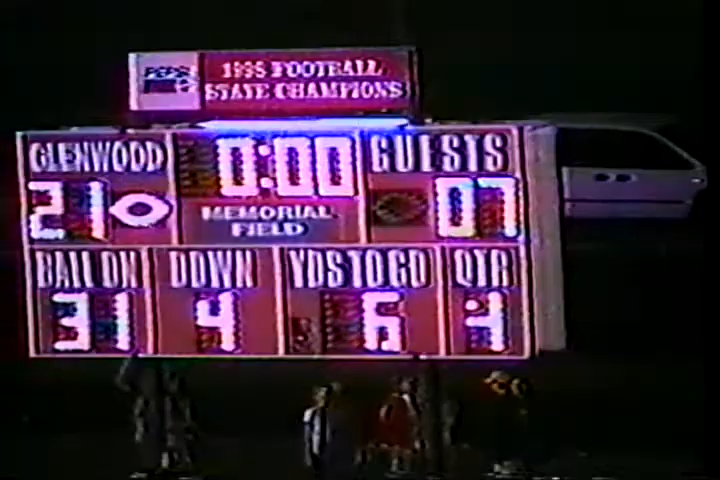 PEPSI
1995 FOOTBALL
STATE CHAMPIONS
GLENWOOD
0:00
GUESTS
21
07
MEMORIAL
FIELD
BALL ON
DOWN
YDS TO GO
QTR
31
4
6
4